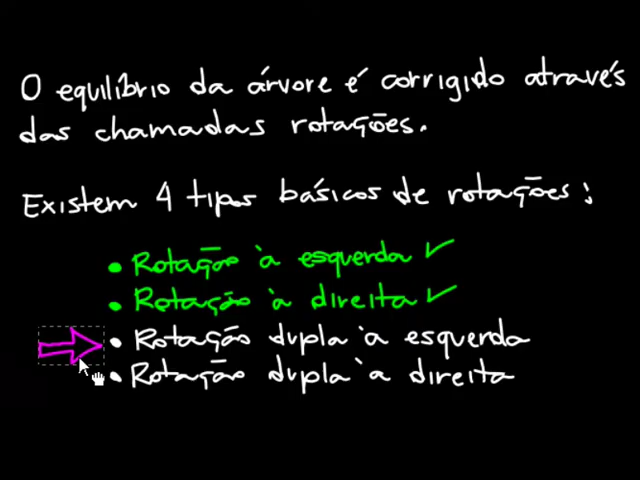 O equilíbrio da árvore é corrigido através
das chamadas rotações.
Existem 4 tipos básicos de rotações:
• Rotação à esquerda ✓
• Rotação à direita ✓
• Rotação dupla à esquerda
• Rotação dupla à direita